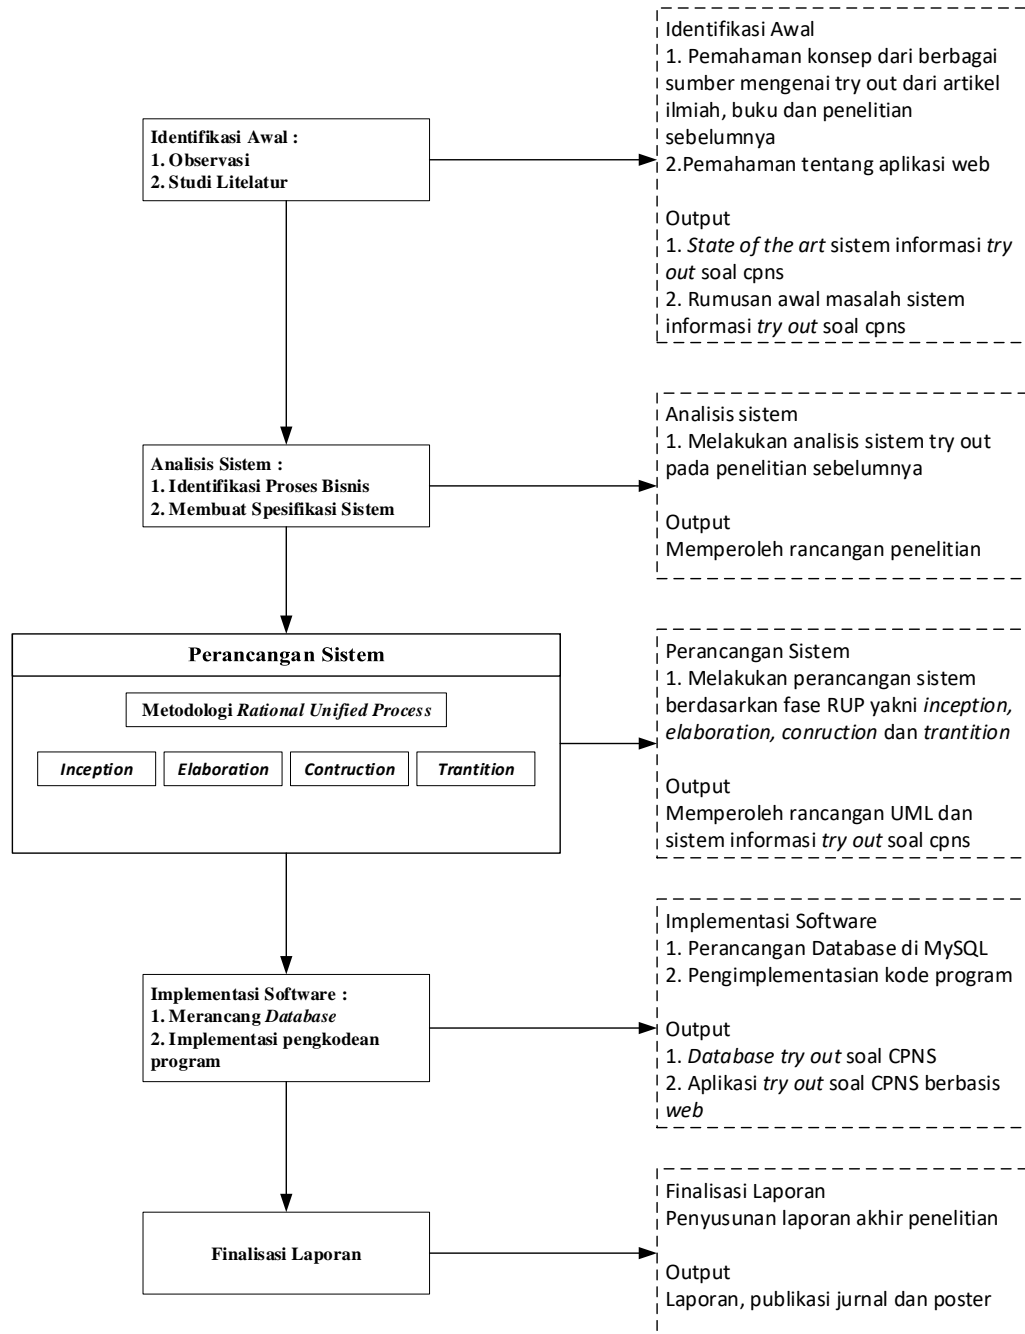 Identifikasi Awal :
1. Observasi
2. Studi Litelatur
Identifikasi Awal
1. Pemahaman konsep dari berbagai
sumber mengenai try out dari artikel
ilmiah, buku dan penelitian
sebelumnya
2.Pemahaman tentang aplikasi web
Output
1. State of the art sistem informasi try
out soal cpns
2. Rumusan awal masalah sistem
informasi try out soal cpns
Analisis Sistem :
1. Identifikasi Proses Bisnis
2. Membuat Spesifikasi Sistem
Analisis sistem
1. Melakukan analisis sistem try out
pada penelitian sebelumnya
Output
Memperoleh rancangan penelitian
Perancangan Sistem
Metodologi Rational Unified Process
Inception
Elaboration
Contruction
Trantition
Perancangan Sistem
1. Melakukan perancangan sistem
berdasarkan fase RUP yakni inception,
elaboration, conruction dan trantition
Output
Memperoleh rancangan UML dan
sistem informasi try out soal cpns
Implementasi Software :
1. Merancang Database
2. Implementasi pengkodean
program
Implementasi Software
1. Perancangan Database di MySQL
2. Pengimplementasian kode program
Output
1. Database try out soal CPNS
2. Aplikasi try out soal CPNS berbasis
web
Finalisasi Laporan
Finalisasi Laporan
Penyusunan laporan akhir penelitian
Output
Laporan, publikasi jurnal dan poster